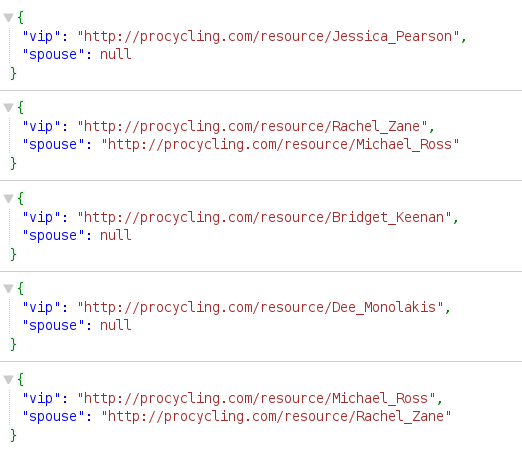 {
"vip": "http://procycling.com/resource/Jessica_Pearson",
"spouse": null
}
{
"vip": "http://procycling.com/resource/Rachel_Zane",
"spouse": "http://procycling.com/resource/Michael_Ross"
}
{
"vip": "http://procycling.com/resource/Bridget_Keenan",
"spouse": null
}
{
"vip": "http://procycling.com/resource/Dee_Monolakis",
"spouse": null
}
{
"vip": "http://procycling.com/resource/Michael_Ross",
"spouse": "http://procycling.com/resource/Rachel_Zane"
}